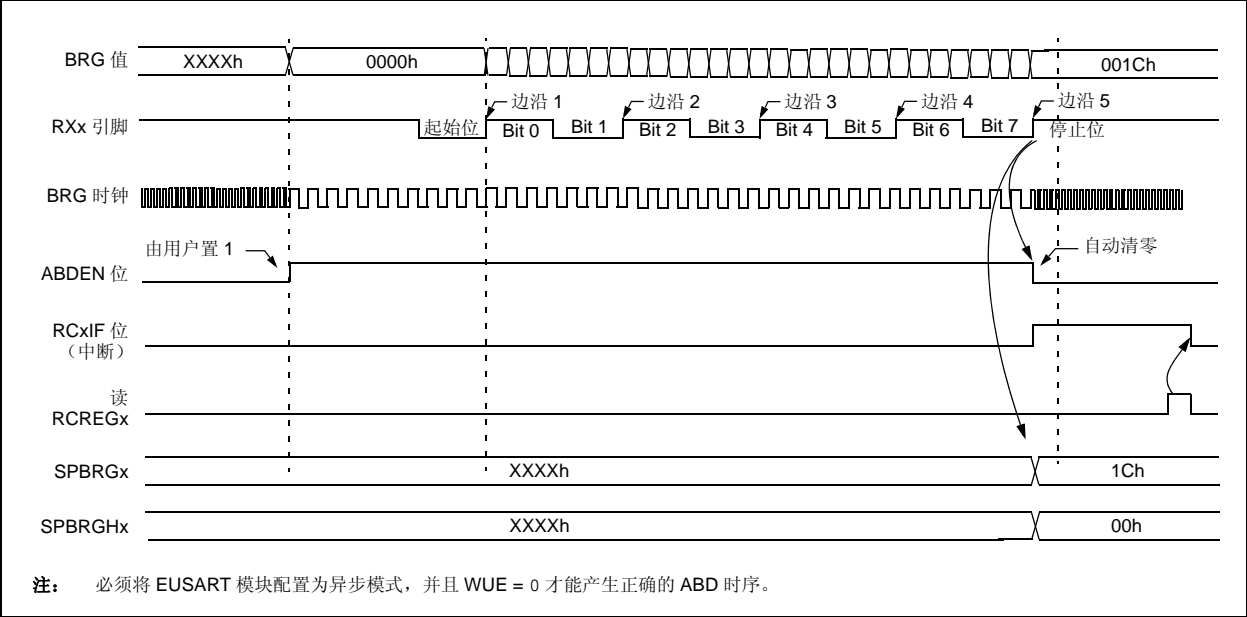 BRG 值
XXXXh
0000h
001Ch
边沿 1
边沿 2
边沿 3
边沿 4
边沿 5
RXx 引脚
起始位
Bit 0
Bit 1
Bit 2
Bit 3
Bit 4
Bit 5
Bit 6
Bit 7
停止位
BRG 时钟
由用户置 1
自动清零
ABDEN 位
RCxIF 位
（中断）
读
RCREGx
SPBRGx
XXXXh
1Ch
SPBRGHx
XXXXh
00h
注： 必须将 EUSART 模块配置为异步模式，并且 WUE = 0 才能产生正确的 ABD 时序。